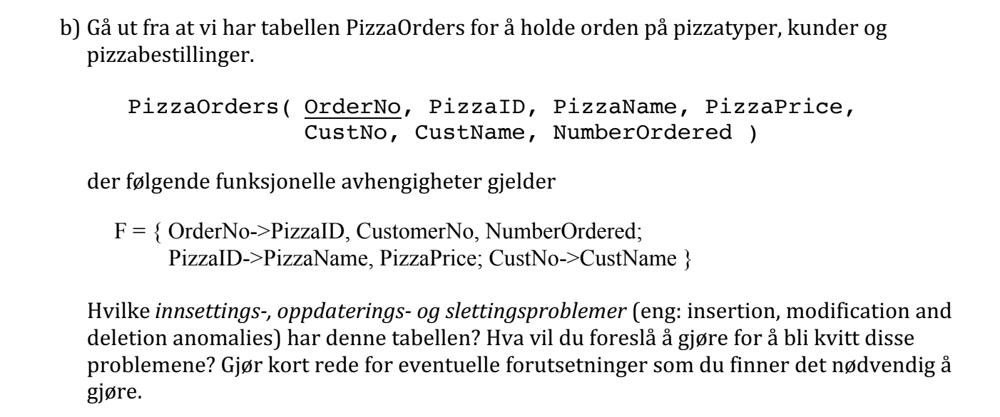 b) Gå ut fra at vi har tabellen PizzaOrders for å holde orden på pizzatyper, kunder og
pizzabestillinger.
PizzaOrders( OrderNo, PizzaID, PizzaName, PizzaPrice,
CustNo, CustName, NumberOrdered )
der følgende funksjonelle avhengigheter gjelder
F = { OrderNo->PizzaID, CustomerNo, NumberOrdered;
PizzaID->PizzaName, PizzaPrice; CustNo->CustName }
Hvilke innsettings-, oppdaterings- og slettingsproblemer (eng: insertion, modification and
deletion anomalies) har denne tabellen? Hva vil du foreslå å gjøre for å bli kvitt disse
problemene? Gjør kort rede for eventuelle forutsetninger som du finner det nødvendig å
gjøre.